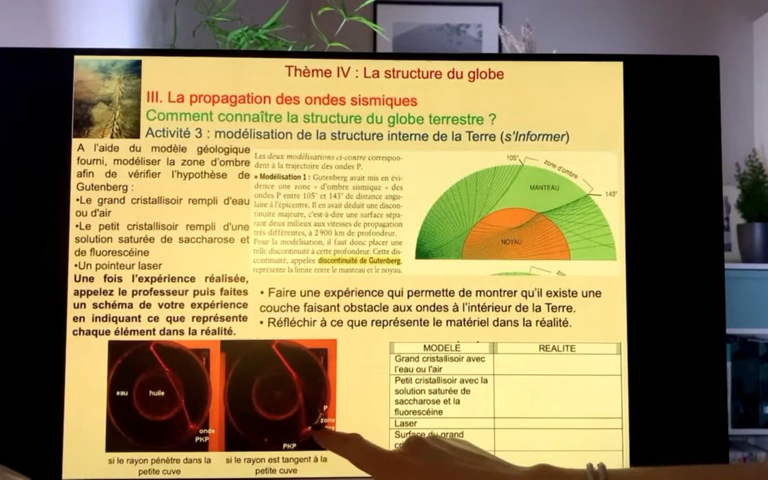 Thème IV : La structure du globe
III. La propagation des ondes sismiques
Comment connaître la structure du globe terrestre ?
Activité 3 : modélisation de la structure interne de la Terre (s'Informer)
A l'aide du modèle géologique
fourni, modéliser la zone d'ombre
afin de vérifier l'hypothèse de
Gutenberg :
•Le grand cristallisoir rempli d'eau
ou d'air
•Le petit cristallisoir rempli d'une
solution saturée de saccharose et
de fluorescéine
•Un pointeur laser
Une fois l'expérience réalisée,
appelez le professeur puis faites
un schéma de votre expérience
en indiquant ce que représente
chaque élément dans la réalité.
Les deux modélisations ci-contre correspon-
dent à la trajectoire des ondes P.
• Modélisation 1 : Gutenberg avait mis en évi-
dence une zone « d'ombre sismique » des
ondes P entre 105° et 143° de distance angu-
laire à l'épicentre. Il en avait déduit une discon-
tinuité majeure, c'est-à-dire une surface sépa-
rant deux milieux aux vitesses de propagation
très différentes, à 2 900 km de profondeur.
Pour la modélisation, il faut donc placer une
telle discontinuité à cette profondeur. Cette dis-
continuité, appelée discontinuité de Gutenberg,
représente la limite entre le manteau et le noyau.
105°
zone d'ombre
143°
MANTEAU
NOYAU
• Faire une expérience qui permette de montrer qu'il existe une
couche faisant obstacle aux ondes à l'intérieur de la Terre.
• Réfléchir à ce que représente le matériel dans la réalité.
eau
huile
onde
PKP
P
zone
PKP
si le rayon pénètre dans la
petite cuve
si le rayon est tangent à la
petite cuve
MODELE REALITE
Grand cristallisoir avec
l'eau ou l'air
Petit cristallisoir avec la
solution saturée de
saccharose et la
fluorescéine
Laser
Surface du grand